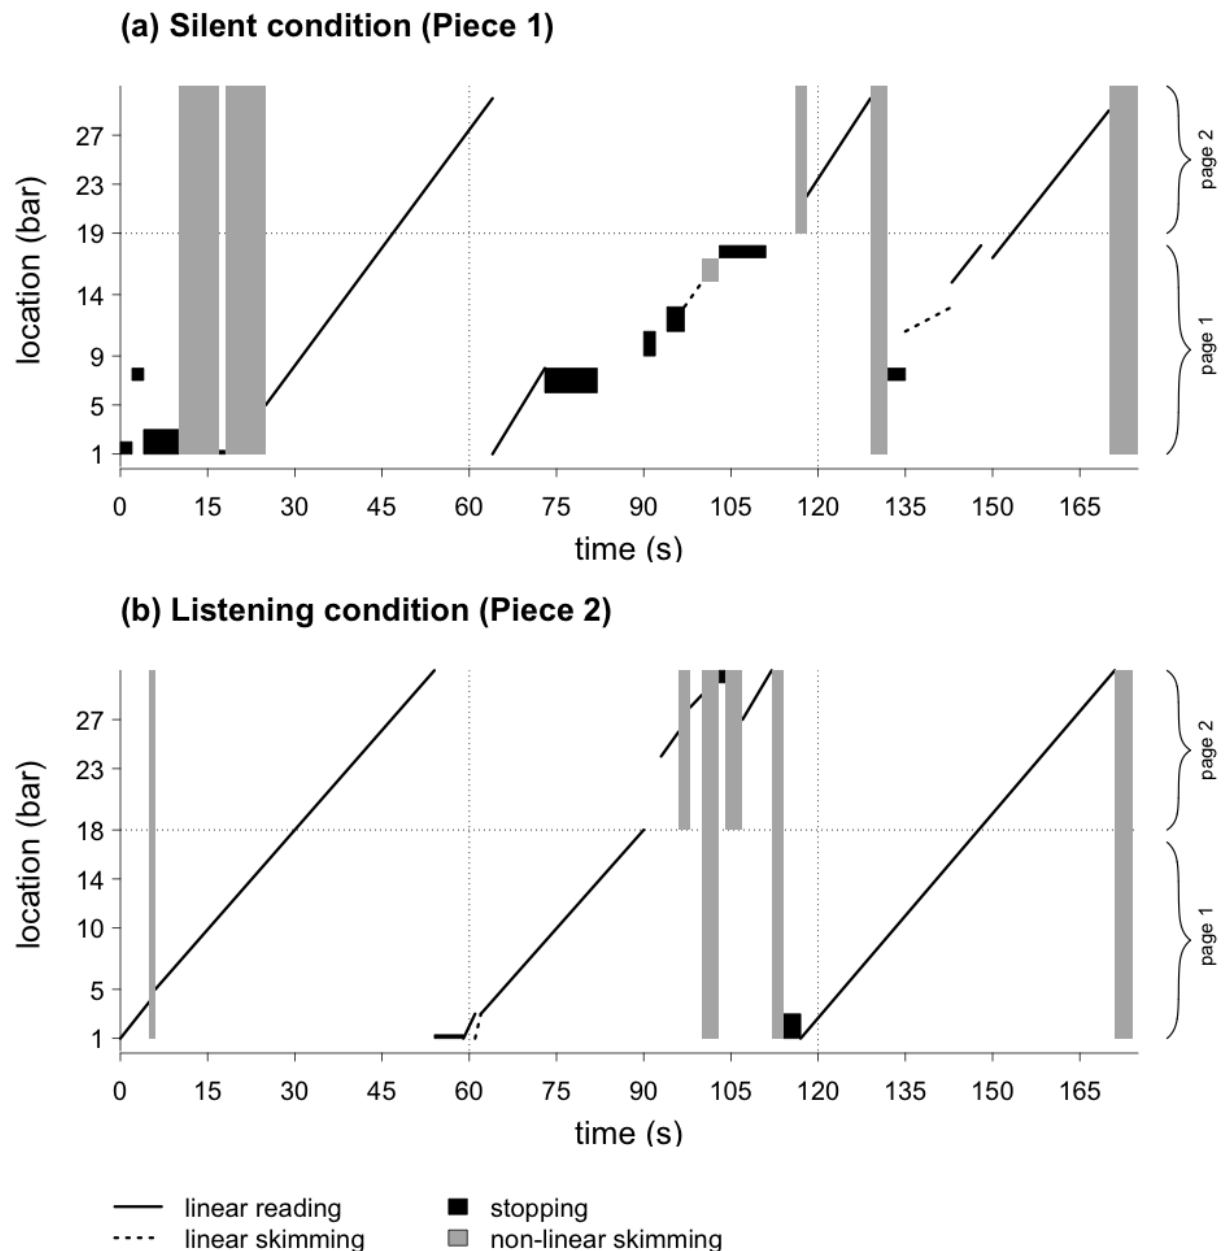 (a) Silent condition (Piece 1)
location (bar)
27
23
19
14
9
5
1
page 2
page 1
0 15 30 45 60 75 90 105 120 135 150 165
time (s)
(b) Listening condition (Piece 2)
location (bar)
27
23
18
14
10
5
1
page 2
page 1
0 15 30 45 60 75 90 105 120 135 150 165
time (s)
linear reading
stopping
linear skimming
non-linear skimming